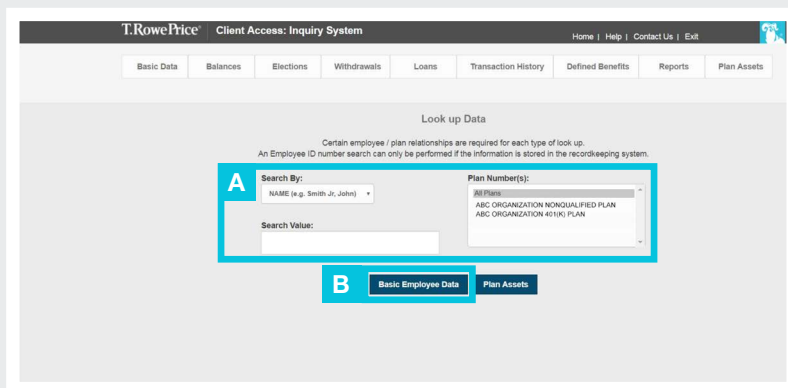 T.RowePrice® Client Access: Inquiry System
Home | Help | Contact Us | Exit
Basic Data Balances Elections Withdrawals Loans Transaction History Defined Benefits Reports Plan Assets
Look up Data
Certain employee / plan relationships are required for each type of look up.
An Employee ID number search can only be performed if the information is stored in the recordkeeping system.
A
Search By:
NAME (e.g. Smith Jr, John)
Search Value:
Plan Number(s):
All Plans
ABC ORGANIZATION NONQUALIFIED PLAN
ABC ORGANIZATION 401(K) PLAN
B
Basic Employee Data
Plan Assets